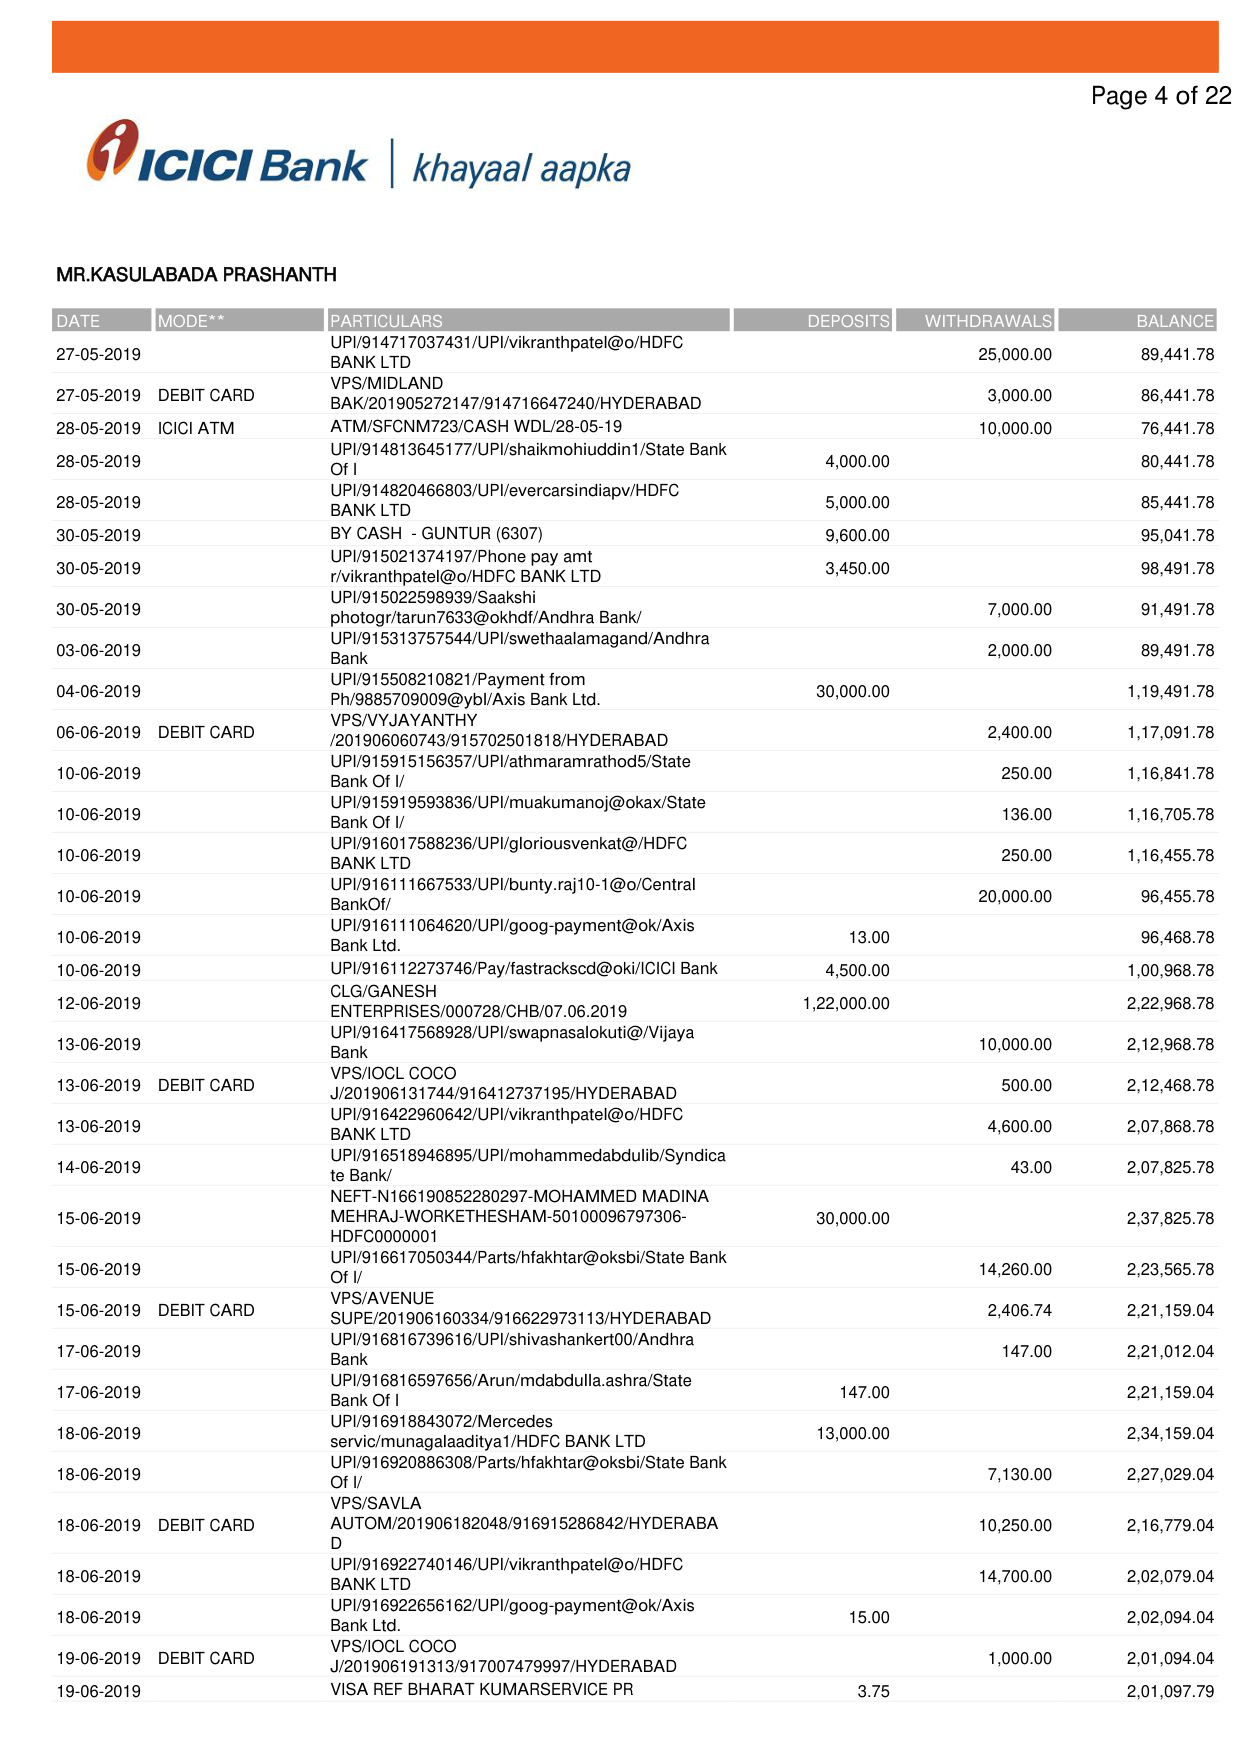 Page 4 of 22
i ICICI Bank | khayaal aapka
MR.KASULABADA PRASHANTH
DATE MODE** PARTICULARS DEPOSITS WITHDRAWALS BALANCE
UPI/914717037431/UPI/vikranthpatel@o/HDFC
27-05-2019 25,000.00 89,441.78
BANK LTD
VPS/MIDLAND
27-05-2019 DEBIT CARD 3,000.00 86,441.78
BAK/201905272147/914716647240/HYDERABAD
28-05-2019 ICICI ATM ATM/SFCNM723/CASH WDL/28-05-19 10,000.00 76,441.78
UPI/914813645177/UPI/shaikmohiuddin1/State Bank
28-05-2019 4,000.00 80,441.78
Of I
UPI/914820466803/UPI/evercarsindiapv/HDFC
28-05-2019 5,000.00 85,441.78
BANK LTD
30-05-2019 BY CASH - GUNTUR (6307) 9,600.00 95,041.78
UPI/915021374197/Phone pay amt
30-05-2019 3,450.00 98,491.78
r/vikranthpatel@o/HDFC BANK LTD
UPI/915022598939/Saakshi
30-05-2019 7,000.00 91,491.78
photogr/tarun7633@okhdf/Andhra Bank/
UPI/915313757544/UPI/swethaalamagand/Andhra
03-06-2019 2,000.00 89,491.78
Bank
UPI/915508210821/Payment from
04-06-2019 30,000.00 1,19,491.78
Ph/9885709009@ybl/Axis Bank Ltd.
VPS/VYJAYANTHY
06-06-2019 DEBIT CARD 2,400.00 1,17,091.78
/201906060743/915702501818/HYDERABAD
UPI/915915156357/UPI/athmaramrathod5/State
10-06-2019 250.00 1,16,841.78
Bank Of I/
UPI/915919593836/UPI/muakumanoj@okax/State
10-06-2019 136.00 1,16,705.78
Bank Of I/
UPI/916017588236/UPI/gloriousvenkat@/HDFC
10-06-2019 250.00 1,16,455.78
BANK LTD
UPI/916111667533/UPI/bunty.raj10-1@o/Central
10-06-2019 20,000.00 96,455.78
BankOf/
UPI/916111064620/UPI/goog-payment@ok/Axis
10-06-2019 13.00 96,468.78
Bank Ltd.
10-06-2019 UPI/916112273746/Pay/fastrackscd@oki/ICICI Bank 4,500.00 1,00,968.78
CLG/GANESH
12-06-2019 1,22,000.00 2,22,968.78
ENTERPRISES/000728/CHB/07.06.2019
UPI/916417568928/UPI/swapnasalokuti@/Vijaya
13-06-2019 10,000.00 2,12,968.78
Bank
VPS/IOCL COCO
13-06-2019 DEBIT CARD 500.00 2,12,468.78
J/201906131744/916412737195/HYDERABAD
UPI/916422960642/UPI/vikranthpatel@o/HDFC
13-06-2019 4,600.00 2,07,868.78
BANK LTD
UPI/916518946895/UPI/mohammedabdulib/Syndica
14-06-2019 43.00 2,07,825.78
te Bank/
NEFT-N166190852280297-MOHAMMED MADINA
15-06-2019 MEHRAJ-WORKETHESHAM-50100096797306- 30,000.00 2,37,825.78
HDFC0000001
UPI/916617050344/Parts/hfakhtar@oksbi/State Bank
15-06-2019 14,260.00 2,23,565.78
Of I/
VPS/AVENUE
15-06-2019 DEBIT CARD 2,406.74 2,21,159.04
SUPE/201906160334/916622973113/HYDERABAD
UPI/916816739616/UPI/shivashankert00/Andhra
17-06-2019 147.00 2,21,012.04
Bank
UPI/916816597656/Arun/mdabdulla.ashra/State
17-06-2019 147.00 2,21,159.04
Bank Of I
UPI/916918843072/Mercedes
18-06-2019 13,000.00 2,34,159.04
servic/munagalaaditya1/HDFC BANK LTD
UPI/916920886308/Parts/hfakhtar@oksbi/State Bank
18-06-2019 7,130.00 2,27,029.04
Of I/
VPS/SAVLA
18-06-2019 DEBIT CARD AUTOM/201906182048/916915286842/HYDERABA 10,250.00 2,16,779.04
D
UPI/916922740146/UPI/vikranthpatel@o/HDFC
18-06-2019 14,700.00 2,02,079.04
BANK LTD
UPI/916922656162/UPI/goog-payment@ok/Axis
18-06-2019 15.00 2,02,094.04
Bank Ltd.
VPS/IOCL COCO
19-06-2019 DEBIT CARD 1,000.00 2,01,094.04
J/201906191313/917007479997/HYDERABAD
19-06-2019 VISA REF BHARAT KUMARSERVICE PR 3.75 2,01,097.79